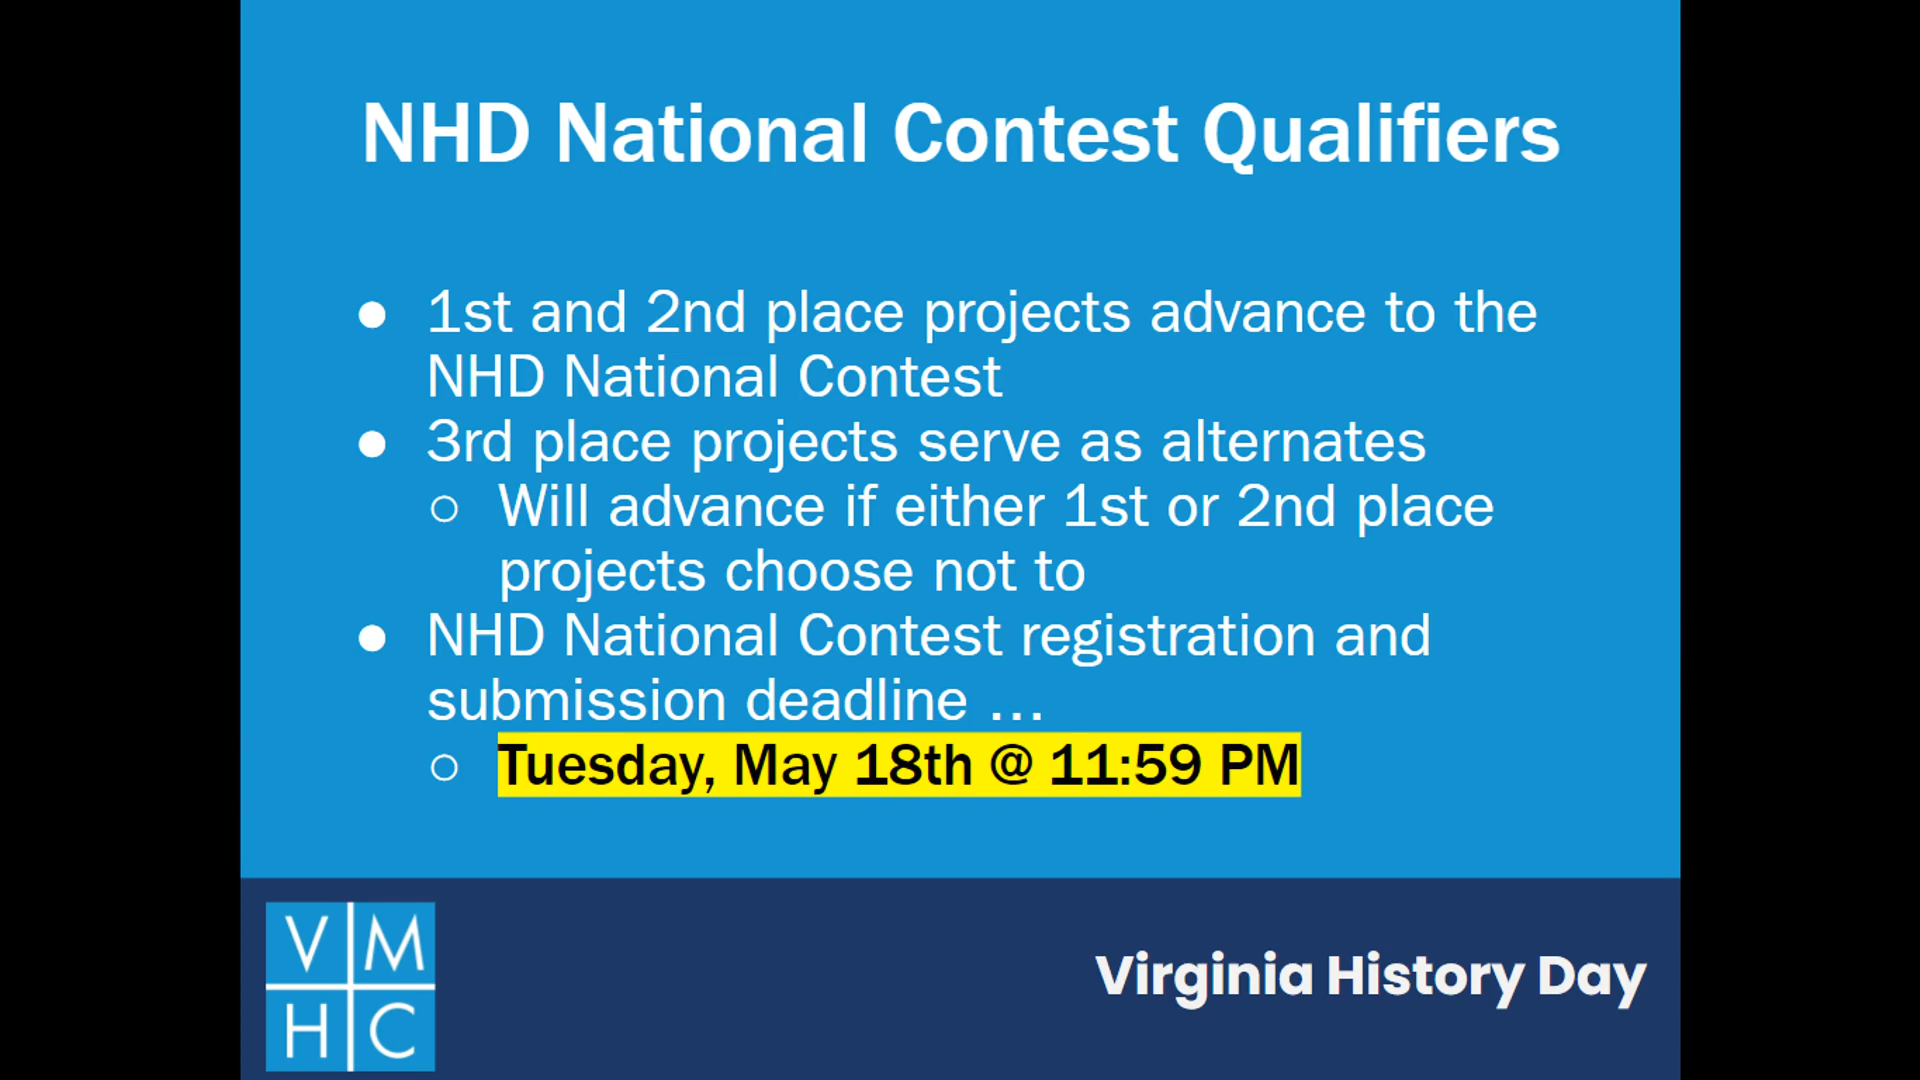 NHD National Contest Qualifiers
● 1st and 2nd place projects advance to the
NHD National Contest
● 3rd place projects serve as alternates
○ Will advance if either 1st or 2nd place
projects choose not to
● NHD National Contest registration and
submission deadline …
○ Tuesday, May 18th @ 11:59 PM
V M
H C
Virginia History Day